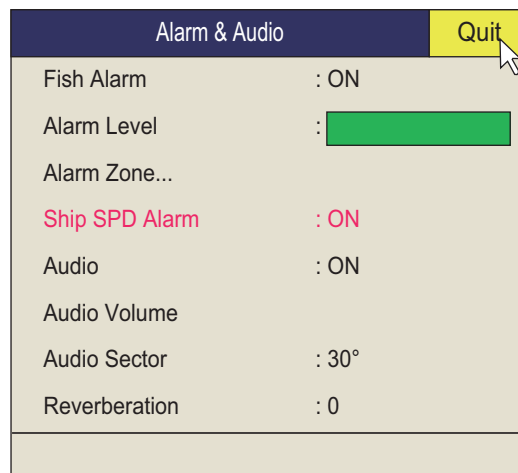 Alarm & Audio Quit
Fish Alarm : ON
Alarm Level :
Alarm Zone...
Ship SPD Alarm : ON
Audio : ON
Audio Volume
Audio Sector : 30°
Reverberation : 0